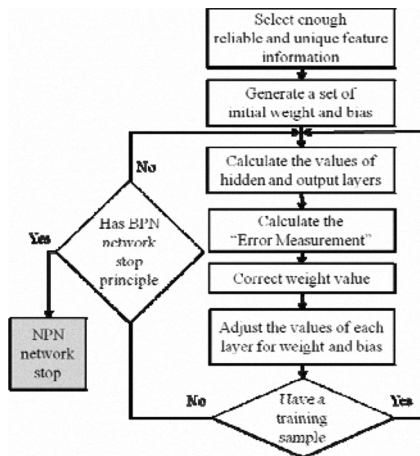 Select enough
reliable and unique feature
information
Generate a set of
initial weight and bias
No
Calculate the values of
hidden and output layers
Yes
Has BPN
network
stop
principle
Calculate the
“Error Measurement”
Correct weight value
NPN
network
stop
Adjust the values of each
layer for weight and bias
No
Have a
training
sample
Yes